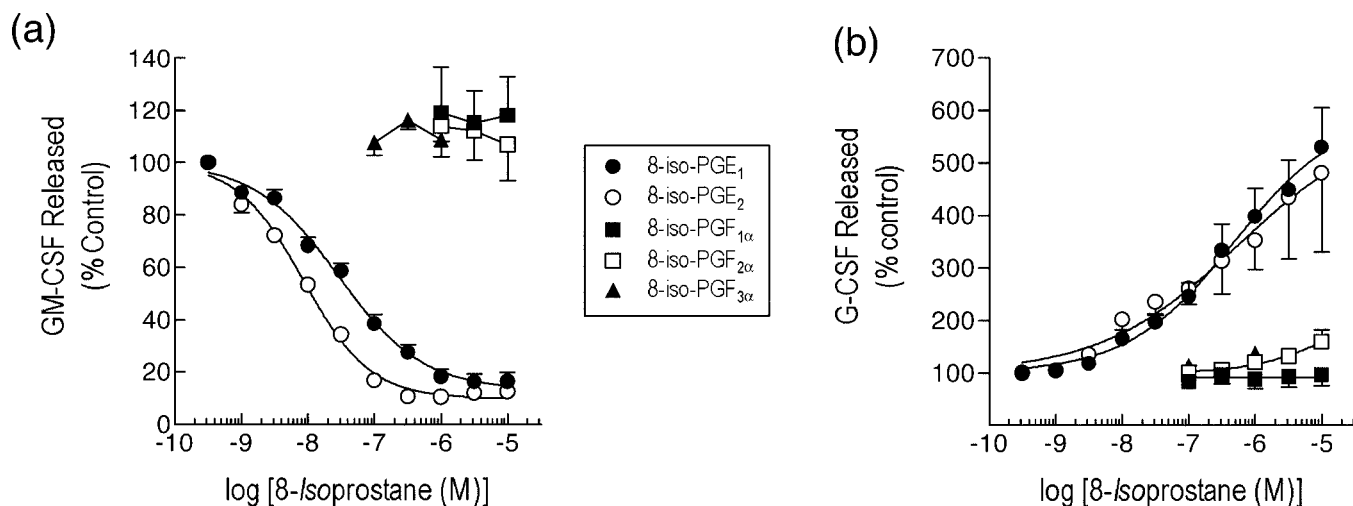 (a)
140
120
100
80
60
40
20
0
-10 -9 -8 -7 -6 -5
GM-CSF Released
(% Control)
log [8-Isoprostane (M)]
8-iso-PGE1
8-iso-PGE2
8-iso-PGF1α
8-iso-PGF2α
8-iso-PGF3α
(b)
700
600
500
400
300
200
100
-10 -9 -8 -7 -6 -5
G-CSF Released
(% control)
log [8-Isoprostane (M)]